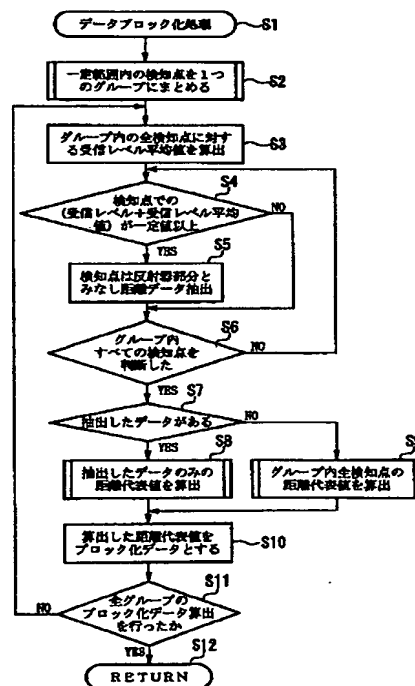 データブロック化処理
S1
一定範囲内の検知点を1つ
のグループにまとめる
S2
グループ内の全検知点に対す
る受信レベル平均値を算出
S3
S4
検知点での
(受信レベル÷受信レベル平均
値)が一定値以上
NO
YES
S5
検知点は反射器部分と
みなし距離データ抽出
S6
グループ内
すべての検知点を
判断した
NO
YES
S7
抽出したデータがある
NO
YES
S8
抽出したデータのみの
距離代表値を算出
グループ内全検知点の
距離代表値を算出
算出した距離代表値を
ブロック化データとする
S10
S11
全グループの
ブロック化データ算出
を行ったか
NO
YES
S12
RETURN